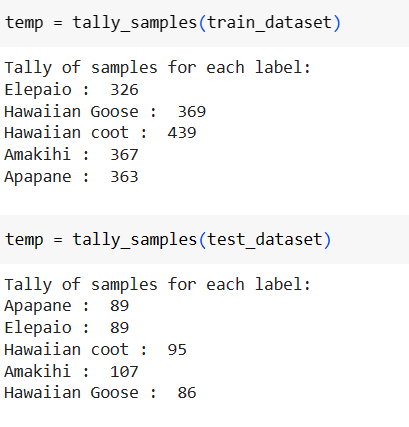 temp = tally_samples(train_dataset)
Tally of samples for each label:
Elepaio :  326
Hawaiian Goose :  369
Hawaiian coot :  439
Amakihi :  367
Apapane :  363
temp = tally_samples(test_dataset)
Tally of samples for each label:
Apapane :  89
Elepaio :  89
Hawaiian coot :  95
Amakihi :  107
Hawaiian Goose :  86